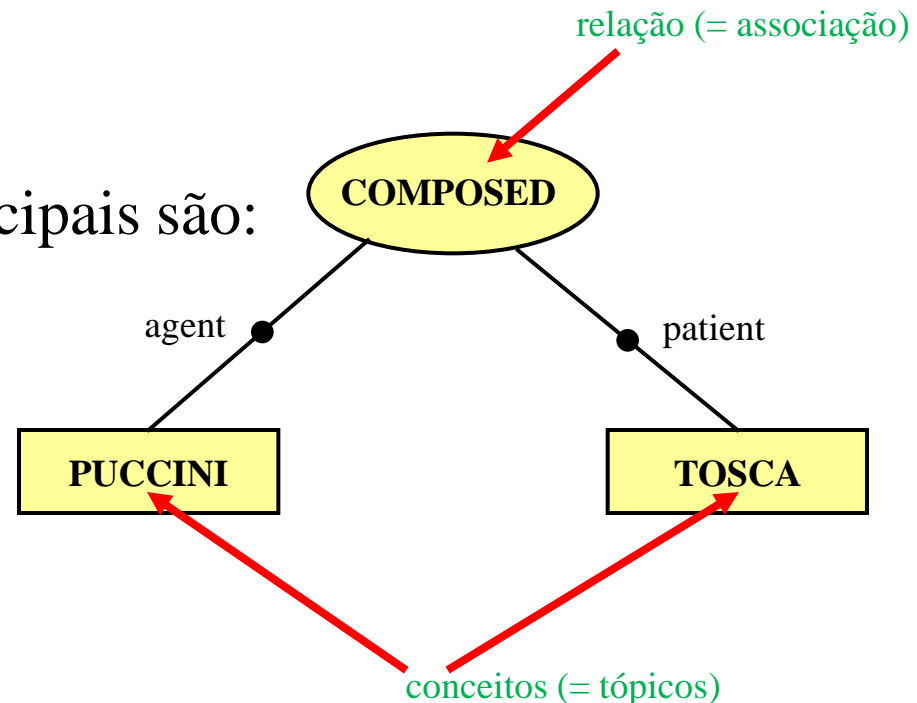 relação (= associação)
COMPOSED
cipais são:
agent
patient
PUCCINI
TOSCA
conceitos (= tópicos)